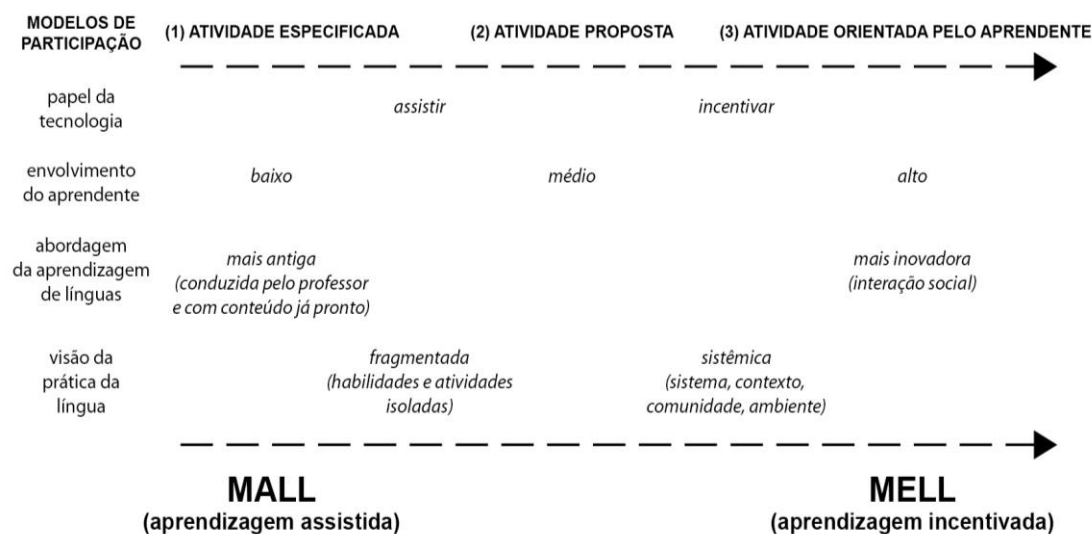 MODELOS DE
PARTICIPAÇÃO
(1) ATIVIDADE ESPECIFICADA
(2) ATIVIDADE PROPOSTA
(3) ATIVIDADE ORIENTADA PELO APRENDENTE
papel da
tecnologia
assistir
incentivar
envolvimento
do aprendente
baixo
médio
alto
abordagem
da aprendizagem
de línguas
mais antiga
(conduzida pelo professor
e com conteúdo já pronto)
mais inovadora
(interação social)
visão da
prática da
língua
fragmentada
(habilidades e atividades
isoladas)
sistêmica
(sistema, contexto,
comunidade, ambiente)
MALL
(aprendizagem assistida)
MELL
(aprendizagem incentivada)